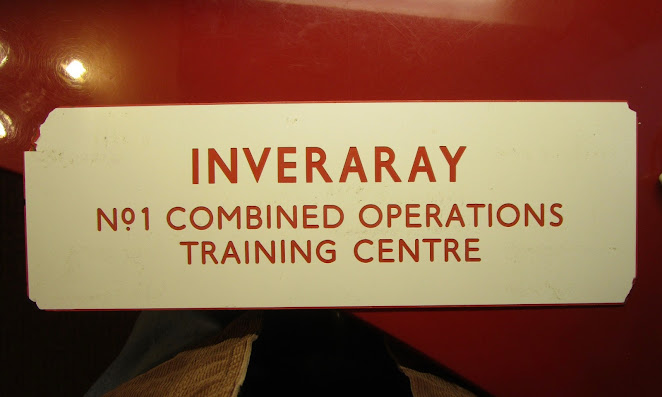 INVERARAY
Nº1 COMBINED OPERATIONS
TRAINING CENTRE